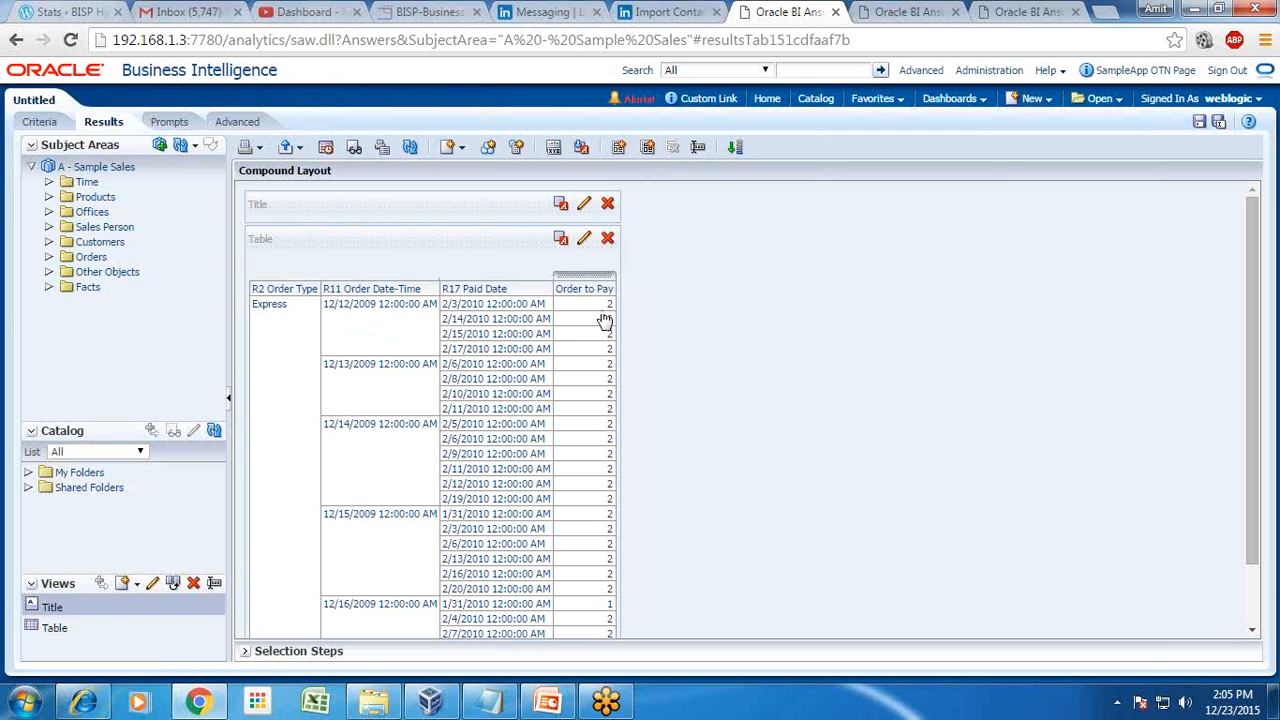 Stats ‹ BISP H
Inbox (5,747)
Dashboard -
BISP-Business
Messaging | L
Import Conta
Oracle BI Ans
Oracle BI Ans
Oracle BI Ans
Amit
192.168.1.3:7780/analytics/saw.dll?Answers&SubjectArea="A%20-%20Sample%20Sales"#resultsTab151cdfaaf7b
ABP
ORACLE Business Intelligence
Search All Advanced Administration Help SampleApp OTN Page Sign Out
Untitled
Alerts! Custom Link Home Catalog Favorites Dashboards New Open Signed In As weblogic
Criteria Results Prompts Advanced
Subject Areas
A - Sample Sales
Time
Products
Offices
Sales Person
Customers
Orders
Other Objects
Facts
Catalog
List All
My Folders
Shared Folders
Views
Title
Table
Compound Layout
Title
Table
R2 Order Type R11 Order Date-Time R17 Paid Date Order to Pay
Express 12/12/2009 12:00:00 AM 2/3/2010 12:00:00 AM 2
2/14/2010 12:00:00 AM
2/15/2010 12:00:00 AM 2
2/17/2010 12:00:00 AM 2
12/13/2009 12:00:00 AM 2/6/2010 12:00:00 AM 2
2/8/2010 12:00:00 AM 2
2/10/2010 12:00:00 AM 2
2/11/2010 12:00:00 AM 2
12/14/2009 12:00:00 AM 2/5/2010 12:00:00 AM 2
2/6/2010 12:00:00 AM 2
2/9/2010 12:00:00 AM 2
2/11/2010 12:00:00 AM 2
2/12/2010 12:00:00 AM 2
2/19/2010 12:00:00 AM 2
12/15/2009 12:00:00 AM 1/31/2010 12:00:00 AM 2
2/3/2010 12:00:00 AM 2
2/6/2010 12:00:00 AM 2
2/13/2010 12:00:00 AM 2
2/16/2010 12:00:00 AM 2
2/20/2010 12:00:00 AM 2
12/16/2009 12:00:00 AM 1/31/2010 12:00:00 AM 1
2/4/2010 12:00:00 AM 2
2/7/2010 12:00:00 AM 2
Selection Steps
2:05 PM
12/23/2015